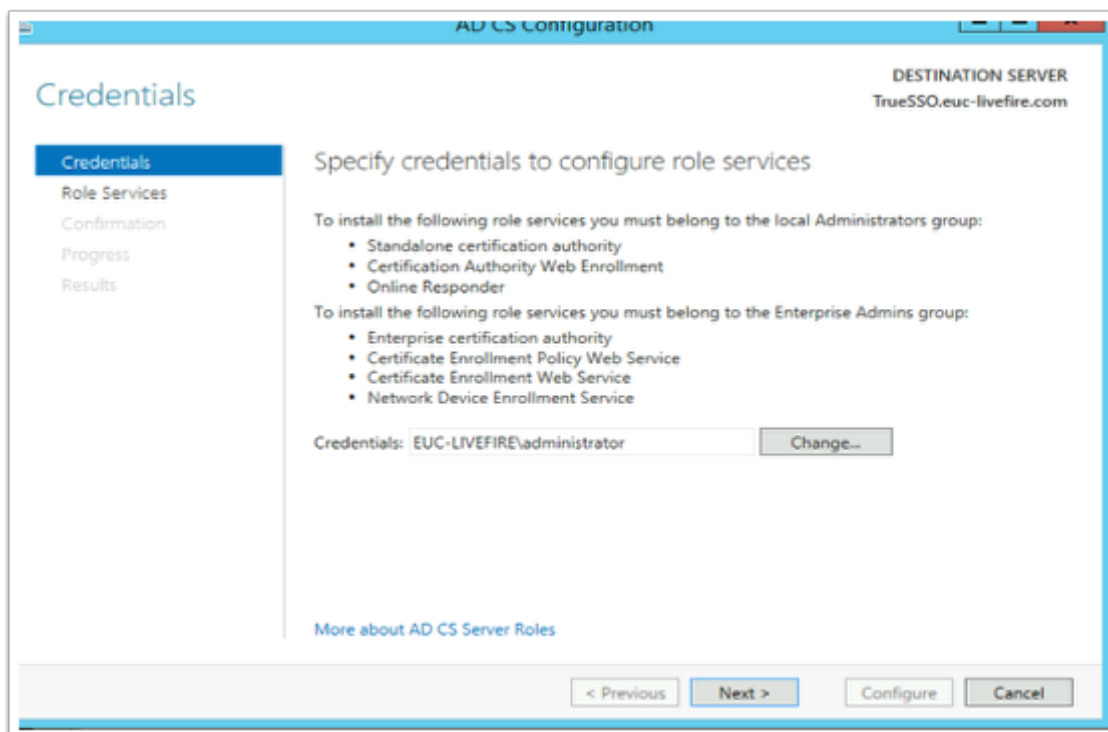 AD CS Configuration
Credentials
DESTINATION SERVER
TrueSSO.euc-livefire.com
Credentials
Role Services
Confirmation
Progress
Results
Specify credentials to configure role services
To install the following role services you must belong to the local Administrators group:
• Standalone certification authority
• Certification Authority Web Enrollment
• Online Responder
To install the following role services you must belong to the Enterprise Admins group:
• Enterprise certification authority
• Certificate Enrollment Policy Web Service
• Certificate Enrollment Web Service
• Network Device Enrollment Service
Credentials: EUC-LIVEFIRE\administrator Change...
More about AD CS Server Roles
< Previous Next > Configure Cancel